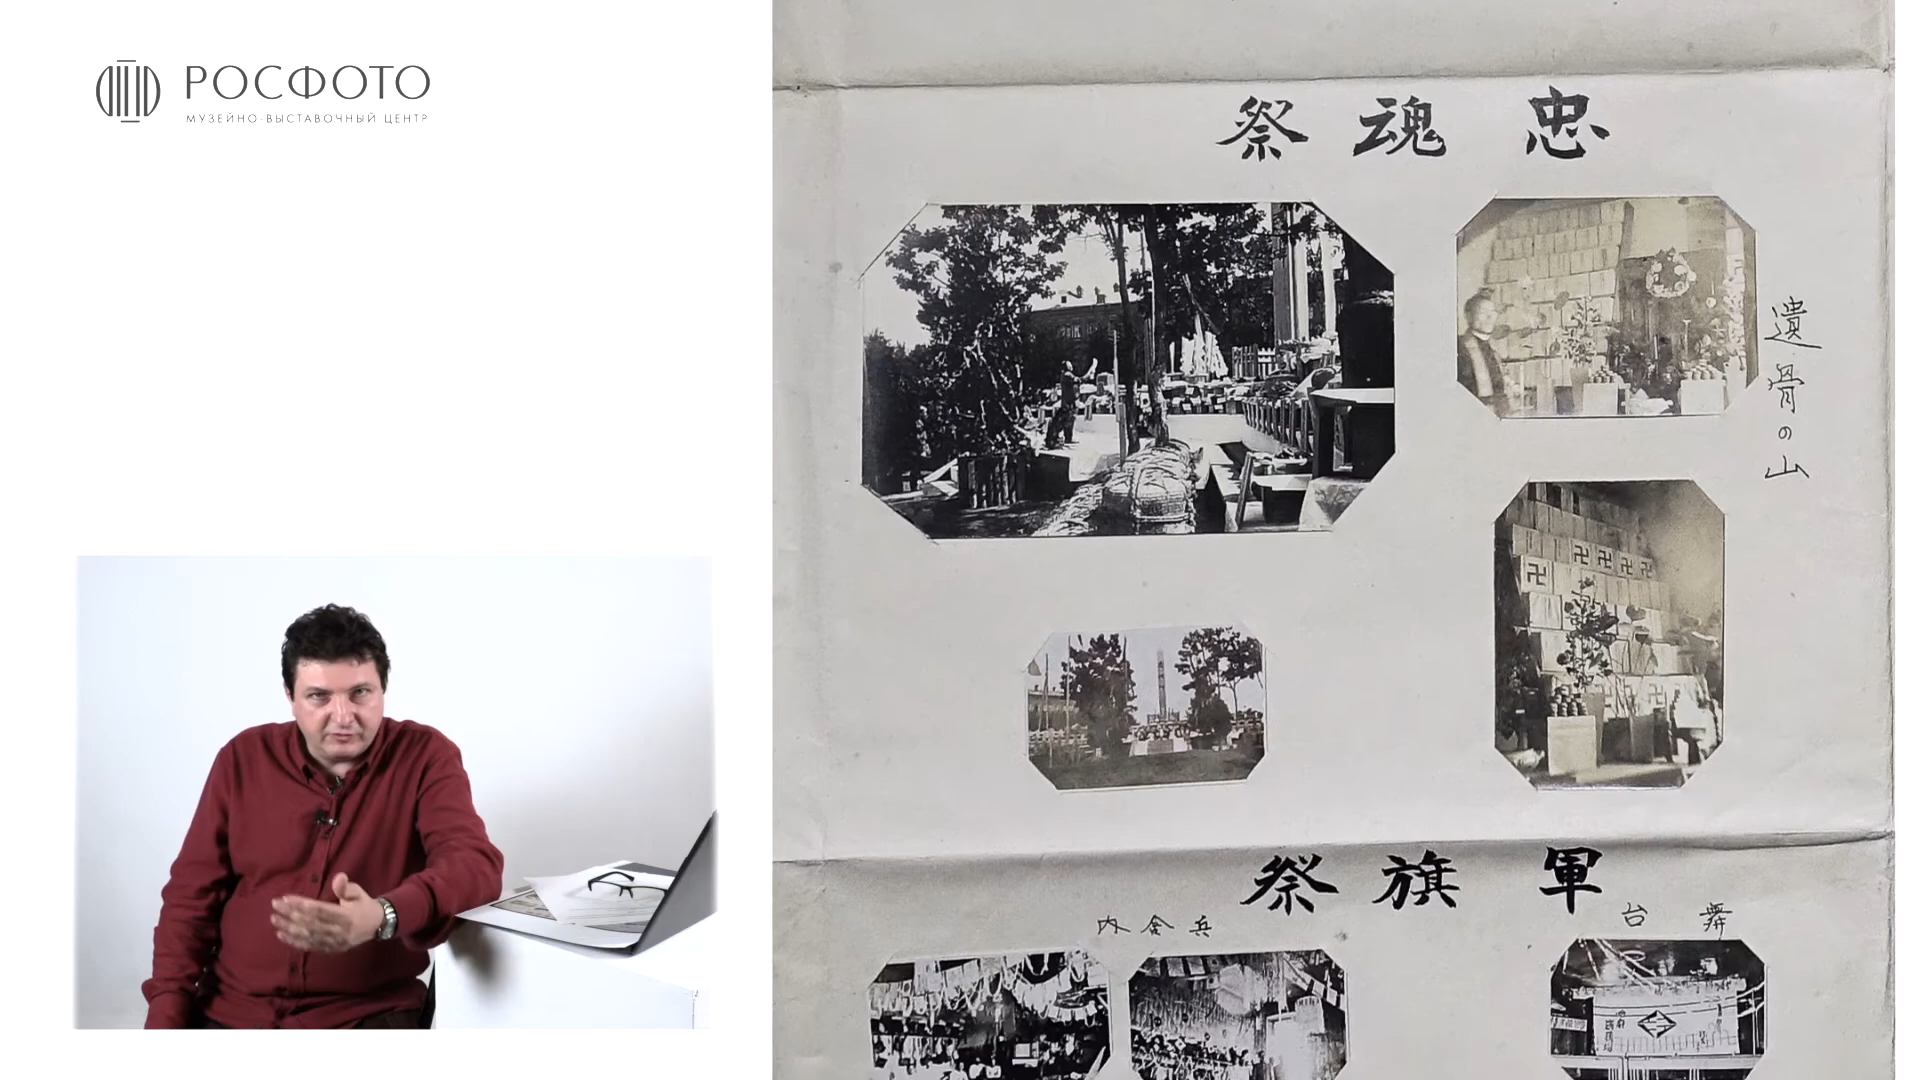 РОСФОТО
МУЗЕЙНО-ВЫСТАВОЧНЫЙ ЦЕНТР
祭魂忠
遺骨の山
祭旗軍
内舎兵
台舞